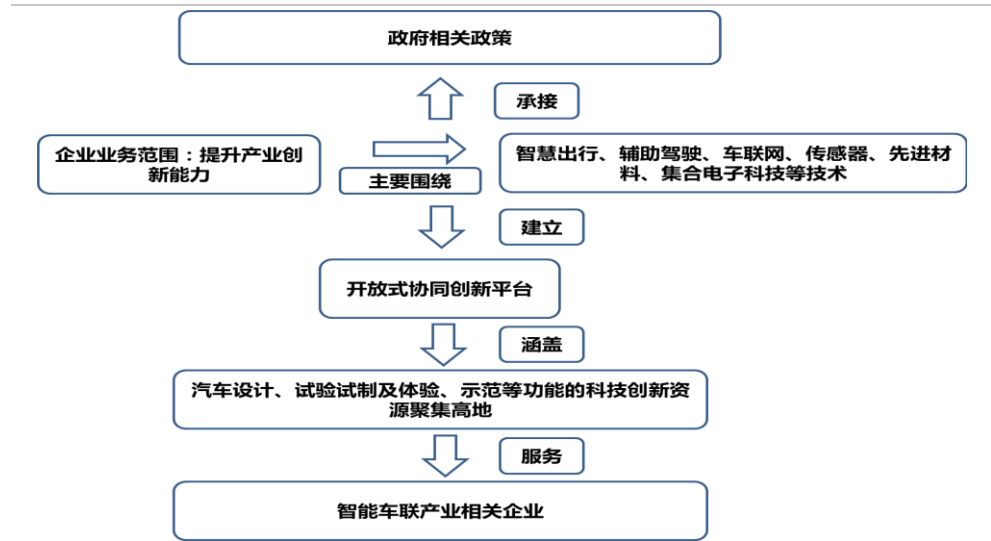 政府相关政策
承接
企业业务范围：提升产业创
新能力
主要围绕
智慧出行、辅助驾驶、车联网、传感器、先进材
料、集合电子科技等技术
建立
开放式协同创新平台
涵盖
汽车设计、试验试制及体验、示范等功能的科技创新资
源聚集高地
服务
智能车联产业相关企业